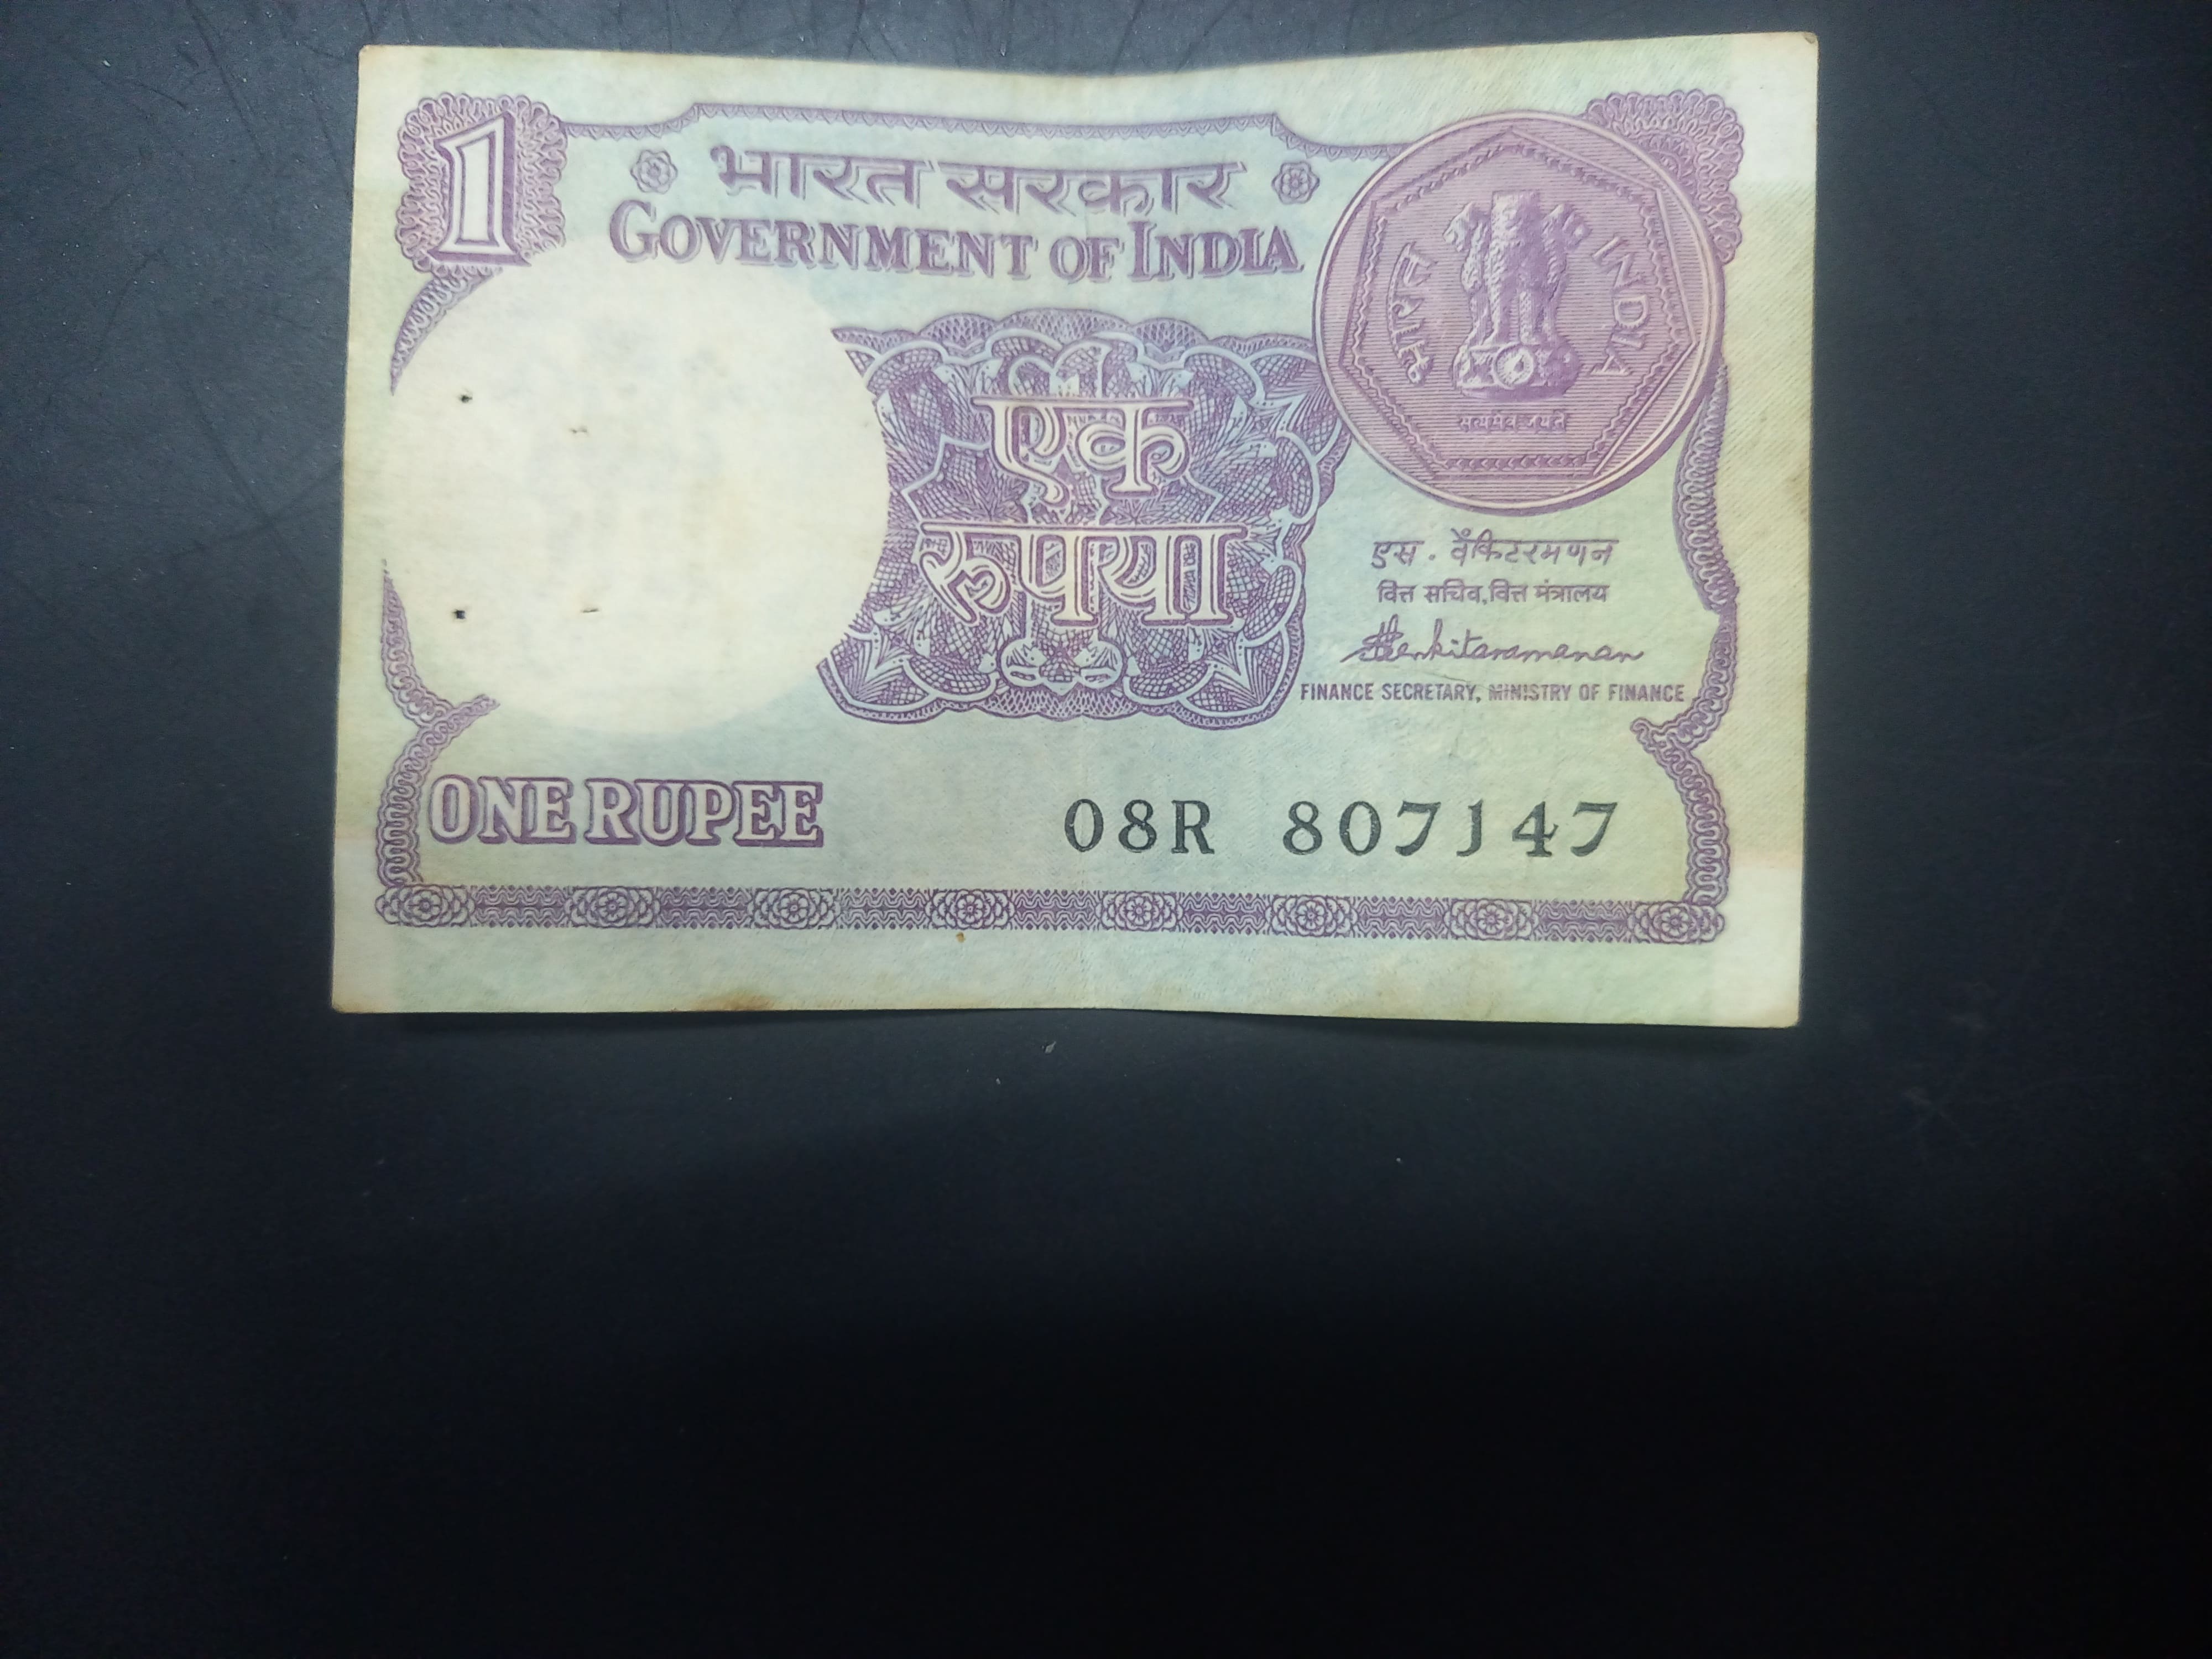 1
भारत सरकार
GOVERNMENT OF INDIA
भारत INDIA
सत्यमेव जयते
एक
रुपया
एस. वेंकिटरमणन
वित्त सचिव, वित्त मंत्रालय
SVenkitaramanan
FINANCE SECRETARY, MINISTRY OF FINANCE
ONE RUPEE
08R 807147